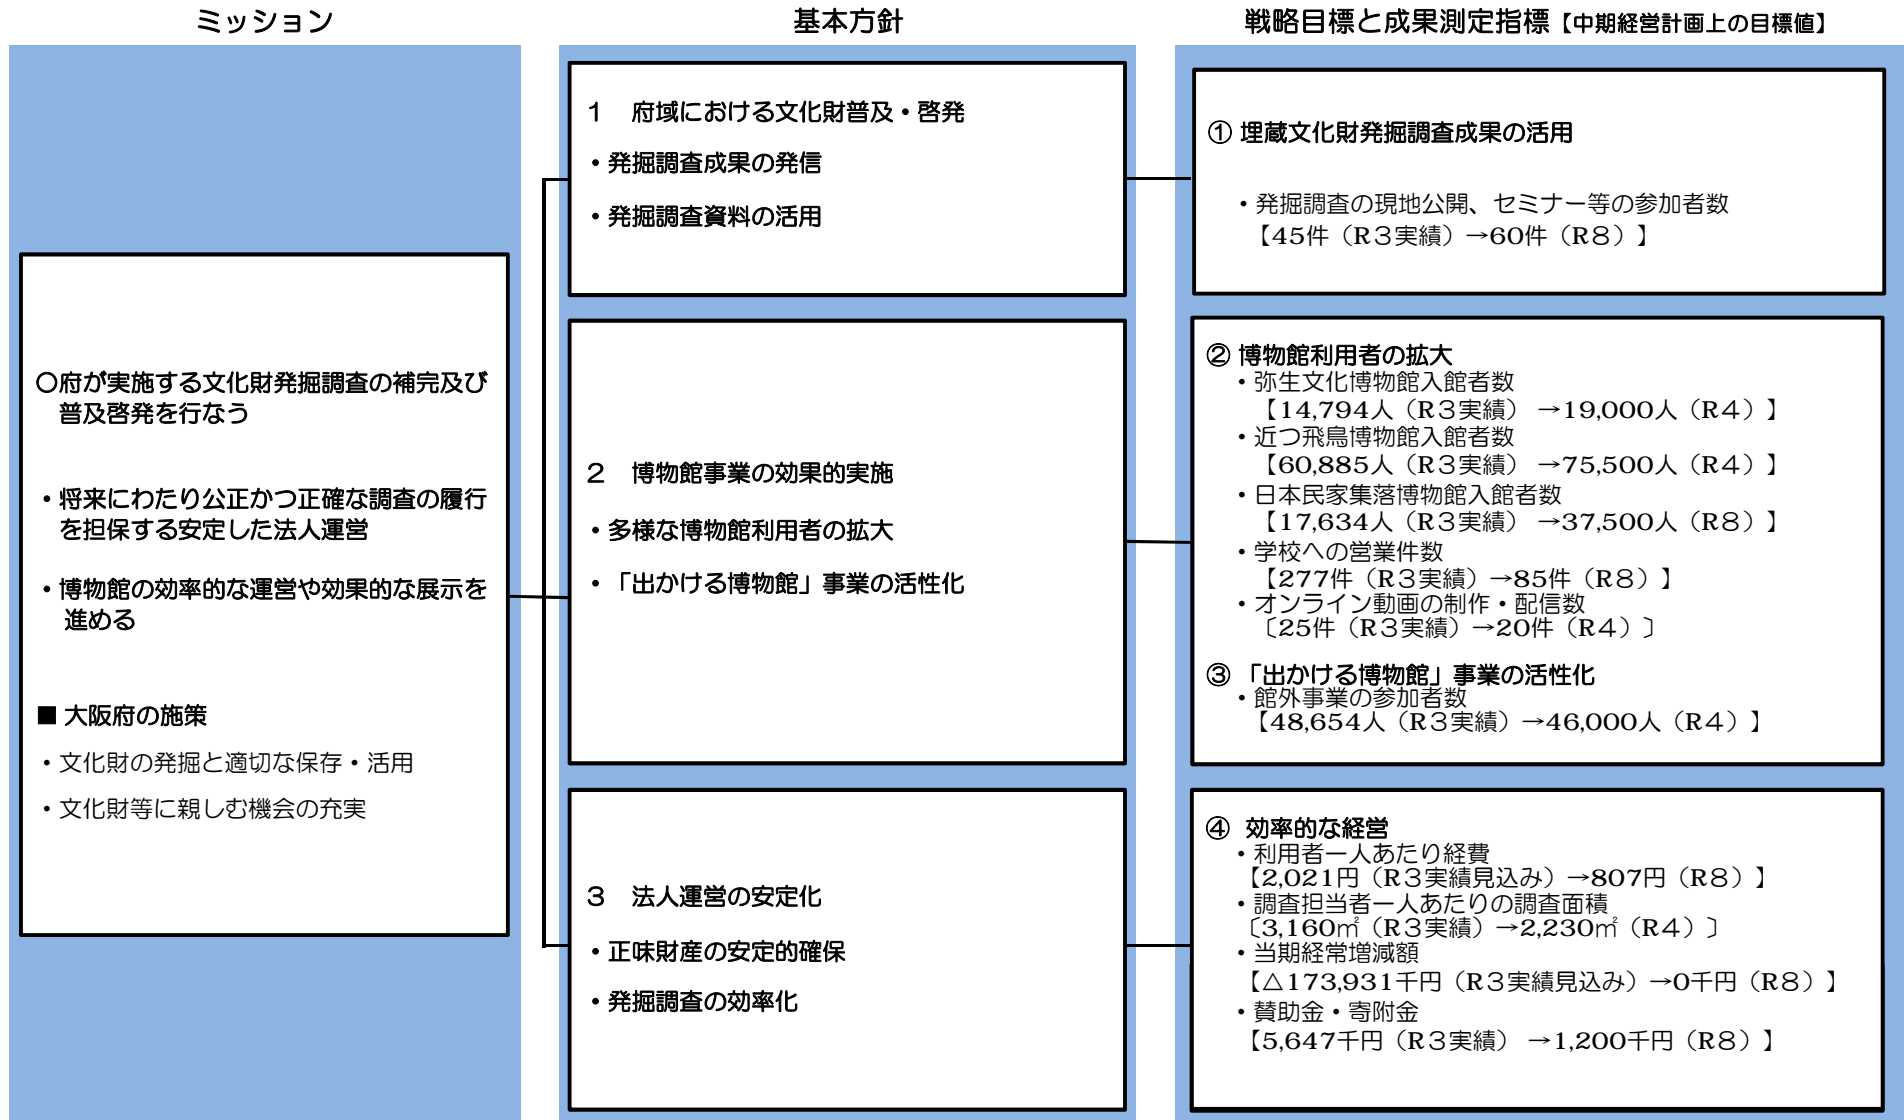 ミッション
基本方針
戦略目標と成果測定指標【中期経営計画上の目標値】
〇府が実施する文化財発掘調査の補完及び
普及啓発を行なう
・将来にわたり公正かつ正確な調査の履行
を担保する安定した法人運営
・博物館の効率的な運営や効果的な展示を
進める
■ 大阪府の施策
・文化財の発掘と適切な保存・活用
・文化財等に親しむ機会の充実
１　府域における文化財普及・啓発
・発掘調査成果の発信
・発掘調査資料の活用
２　博物館事業の効果的実施
・多様な博物館利用者の拡大
・「出かける博物館」事業の活性化
３　法人運営の安定化
・正味財産の安定的確保
・発掘調査の効率化
① 埋蔵文化財発掘調査成果の活用
・発掘調査の現地公開、セミナー等の参加者数
【45件（R３実績）→60件（R８）】
② 博物館利用者の拡大
・弥生文化博物館入館者数
【14,794人（R３実績） →19,000人（R４）】
・近つ飛鳥博物館入館者数
【60,885人（R３実績） →75,500人（R４）】
・日本民家集落博物館入館者数
【17,634人（R３実績） →37,500人（R８）】
・学校への営業件数
【277件（R３実績）→85件（R８）】
・オンライン動画の制作・配信数
〔25件（R３実績）→20件（R４）〕
③ 「出かける博物館」事業の活性化
・館外事業の参加者数
【48,654人（R３実績）→46,000人（R４）】
④ 効率的な経営
・利用者一人あたり経費
【2,021円（R３実績見込み）→807円（R８）】
・調査担当者一人あたりの調査面積
〔3,160㎡（R３実績）→2,230㎡（R４）〕
・当期経常増減額
【△173,931千円（R３実績見込み）→0千円（R８）】
・賛助金・寄附金
【5,647千円（R３実績） →1,200千円（R８）】